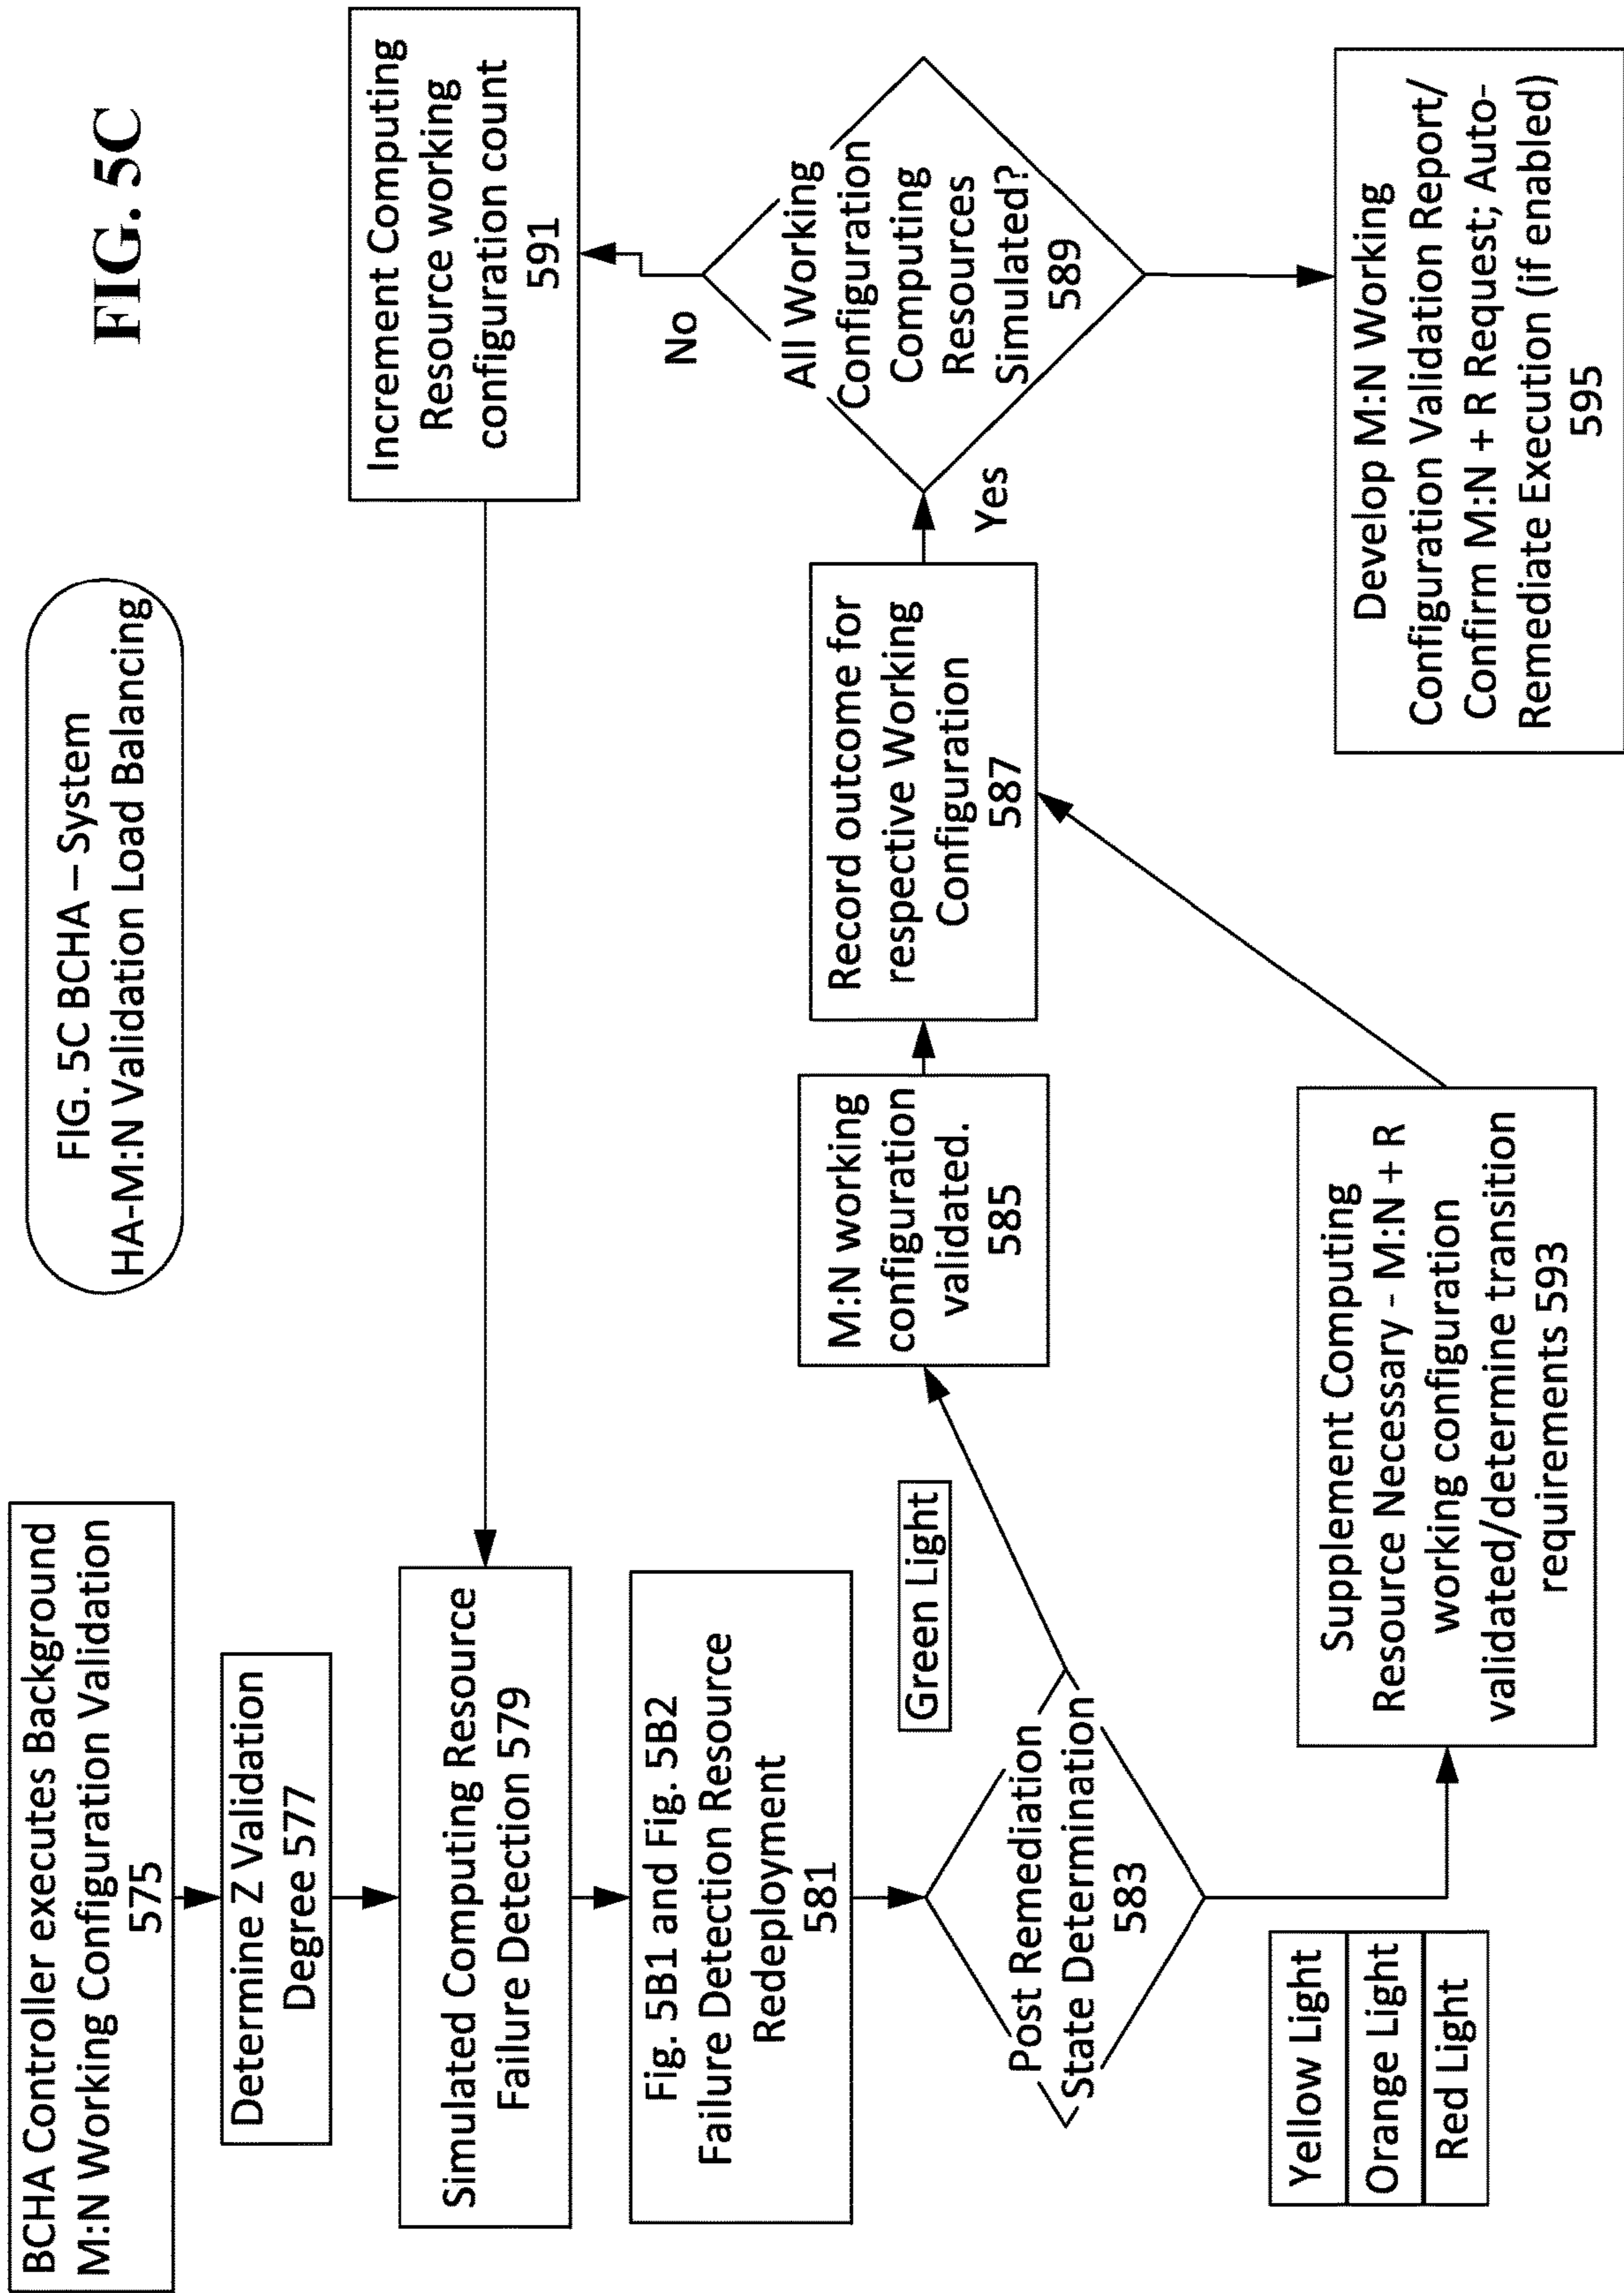 FIG. 5C
FIG. 5C BCHA – System
HA-M:N Validation Load Balancing
BCHA Controller executes Background
M:N Working Configuration Validation
575
Determine Z Validation
Degree 577
Simulated Computing Resource
Failure Detection 579
Fig. 5B1 and Fig. 5B2
Failure Detection Resource
Redeployment
581
Post Remediation
State Determination
583
Green Light
Yellow Light
Orange Light
Red Light
M:N working
configuration
validated.
585
Supplement Computing
Resource Necessary - M:N + R
working configuration
validated/determine transition
requirements 593
Record outcome for
respective Working
Configuration
587
Yes
All Working
Configuration
Computing
Resources
Simulated?
589
No
Increment Computing
Resource working
configuration count
591
Develop M:N Working
Configuration Validation Report/
Confirm M:N + R Request; Auto-
Remediate Execution (if enabled)
595